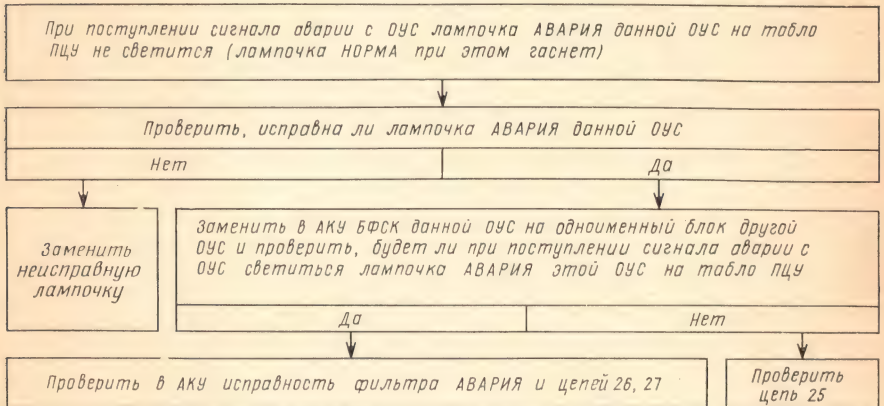 При поступлении сигнала аварии с ОУС лампочка АВАРИЯ данной ОУС на табло
ПЦУ не светится (лампочка НОРМА при этом гаснет)
Проверить, исправна ли лампочка АВАРИЯ данной ОУС
Нет
Да
Заменить
неисправную
лампочку
Заменить в АКУ БФСК данной ОУС на одноименный блок другой
ОУС и проверить, будет ли при поступлении сигнала аварии с
ОУС светиться лампочка АВАРИЯ этой ОУС на табло ПЦУ
Да
Нет
Проверить в АКУ исправность фильтра АВАРИЯ и цепей 26, 27
Проверить
цепь 25